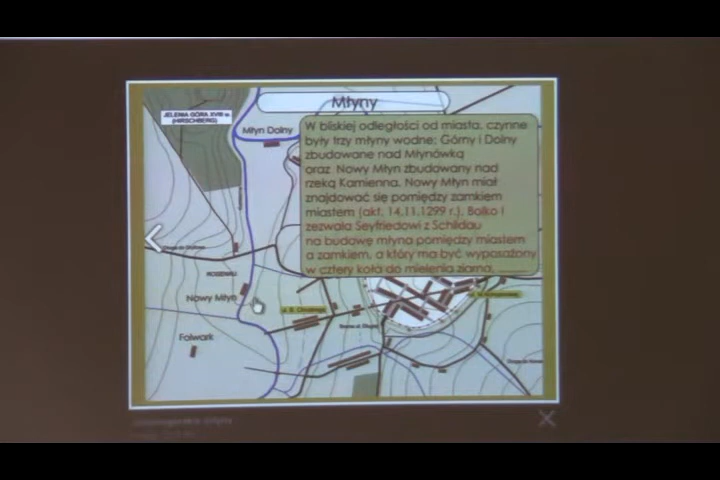 Młyny
JELENIA GÓRA XVIII w.
(HIRSCHBERG)
Młyn Dolny
W bliskiej odległości od miasta, czynne
były trzy młyny wodne: Górny i Dolny
zbudowane nad Młynówką
oraz Nowy Młyn zbudowany nad
rzeką Kamienna. Nowy Młyn miał
znajdować się pomiędzy zamkiem
miastem (akt. 14.11.1299 r.). Bolko I
zezwala Seyfriedowi z Schildau
na budowę młyna pomiędzy miastem
a zamkiem, a który ma być wyposażony
w cztery koła do mielenia ziarna,
Nowy Młyn
Folwark